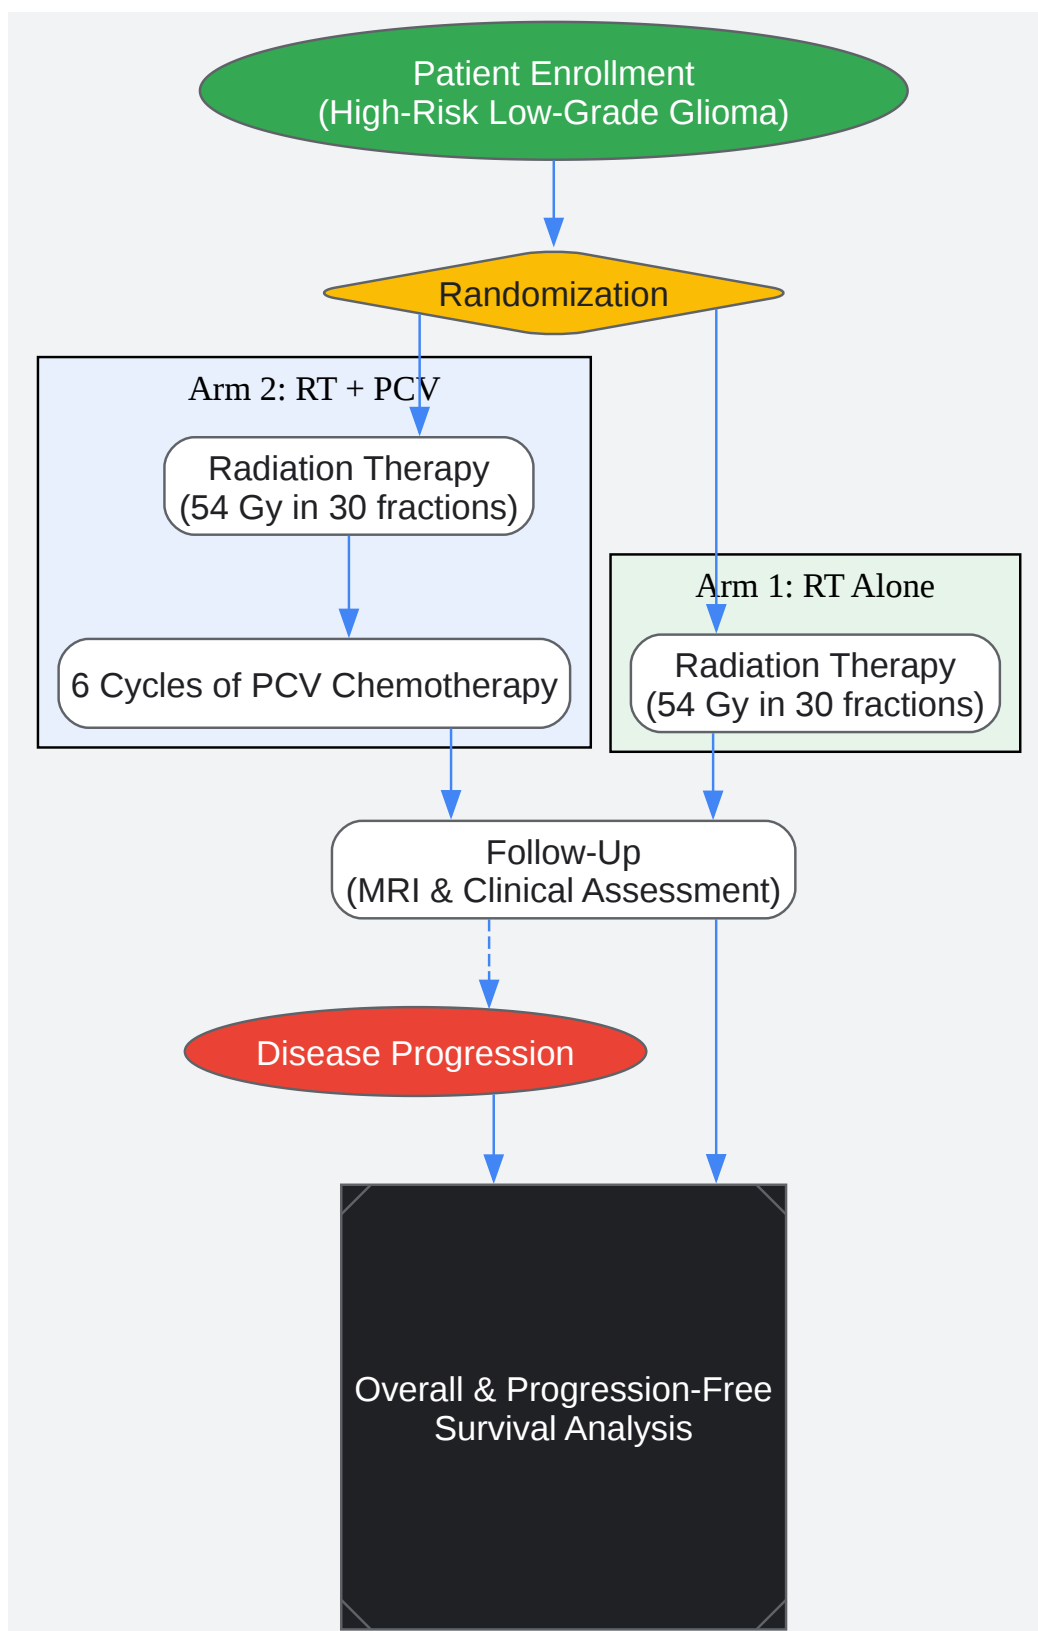 Patient Enrollment
(High-Risk Low-Grade Glioma)
Randomization
Arm 2: RT + PCV
Radiation Therapy
(54 Gy in 30 fractions)
6 Cycles of PCV Chemotherapy
Arm 1: RT Alone
Radiation Therapy
(54 Gy in 30 fractions)
Follow-Up
(MRI & Clinical Assessment)
Disease Progression
Overall & Progression-Free
Survival Analysis